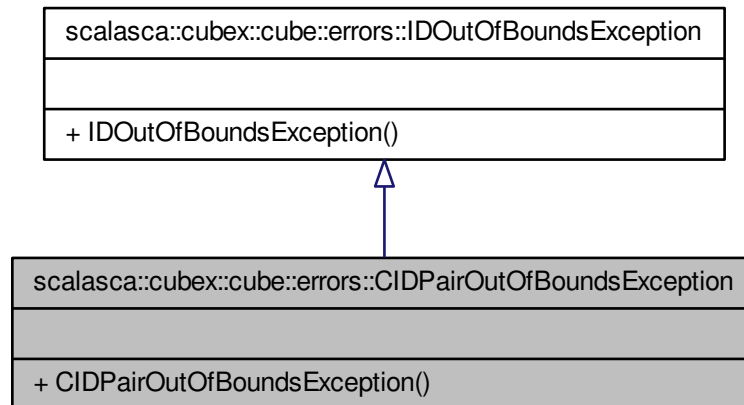 scalasca::cubex::cube::errors::IDOutOfBoundsException
+ IDOutOfBoundsException()
scalasca::cubex::cube::errors::CIDPairOutOfBoundsException
+ CIDPairOutOfBoundsException()